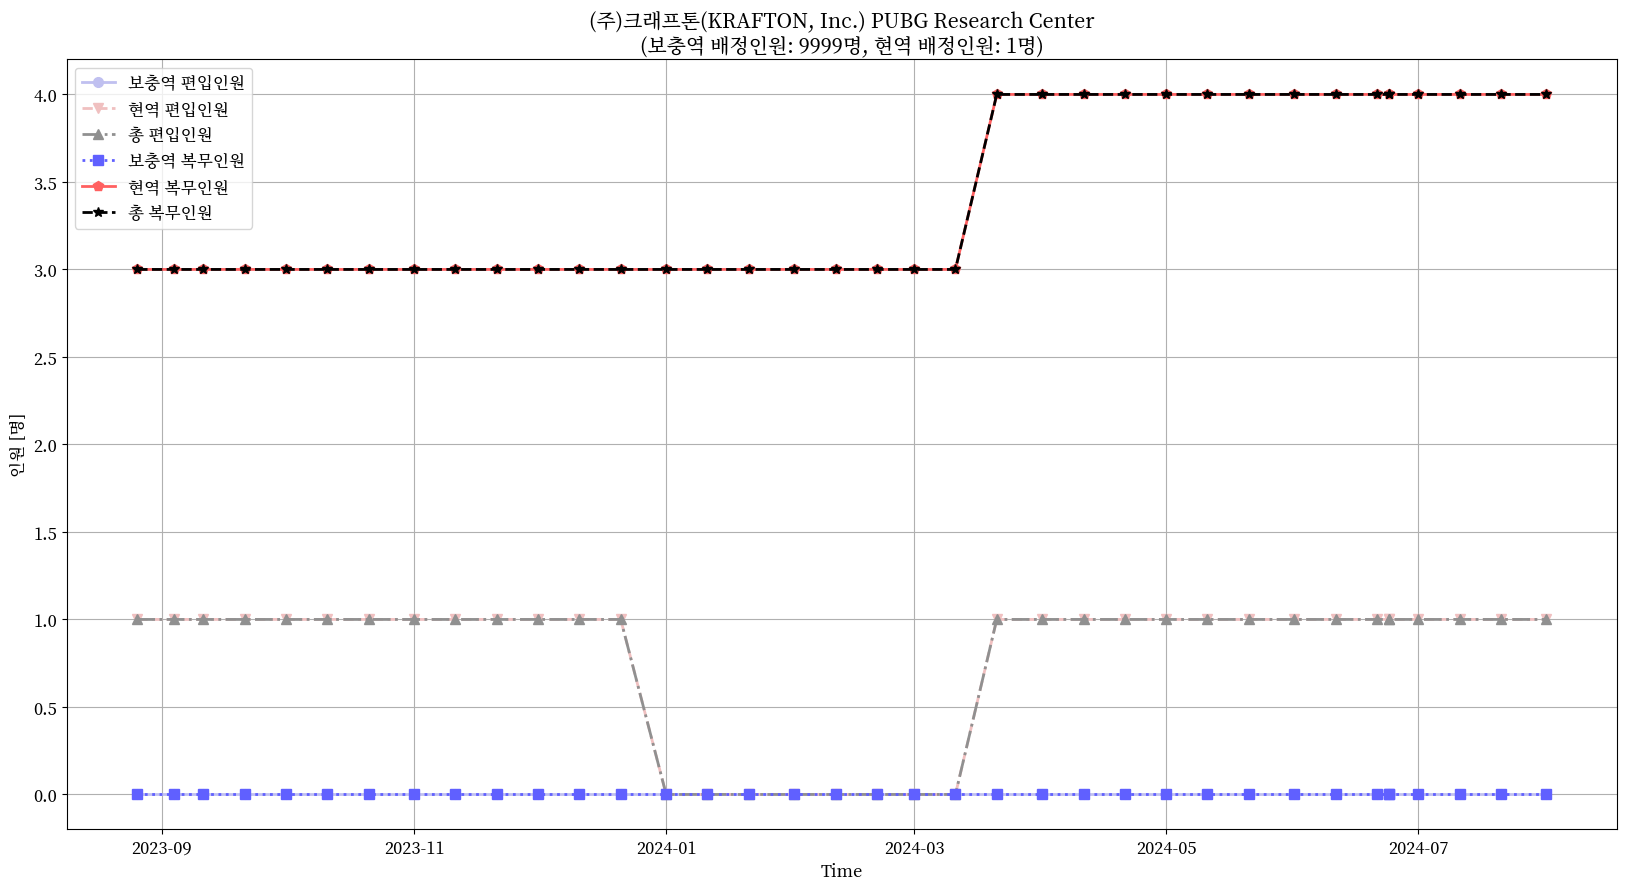 (주)크래프톤(KRAFTON, Inc.) PUBG Research Center
(보충역 배정인원: 9999명, 현역 배정인원: 1명)
보충역 편입인원
현역 편입인원
총 편입인원
보충역 복무인원
현역 복무인원
총 복무인원
4.0
3.5
3.0
2.5
2.0
1.5
1.0
0.5
0.0
인원 [명]
2023-09
2023-11
2024-01
2024-03
2024-05
2024-07
Time